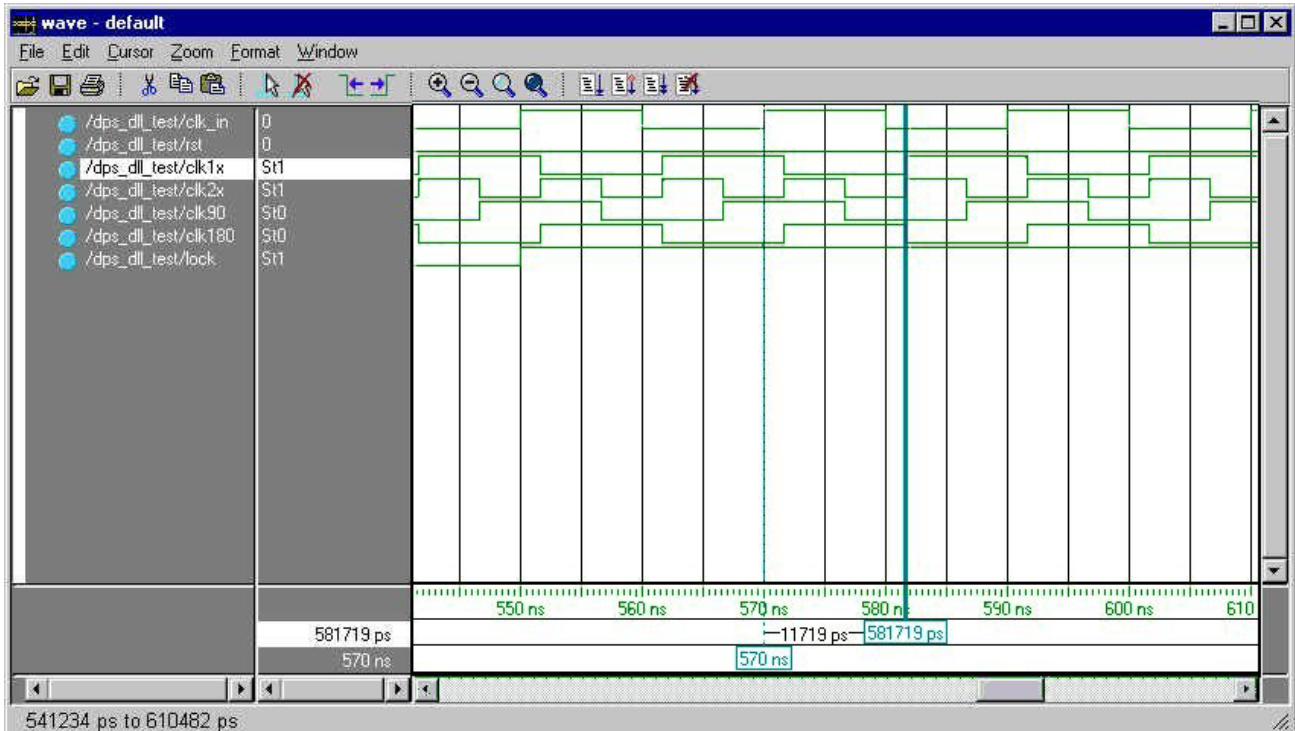 wave - default
File Edit Cursor Zoom Format Window
/dps_dll_test/clk_in 0
/dps_dll_test/rst 0
/dps_dll_test/clk1x St1
/dps_dll_test/clk2x St1
/dps_dll_test/clk90 St0
/dps_dll_test/clk180 St0
/dps_dll_test/lock St1
550 ns 560 ns 570 ns 580 ns 590 ns 600 ns 610
581719 ps 11719 ps 581719 ps
570 ns 570 ns
541234 ps to 610482 ps